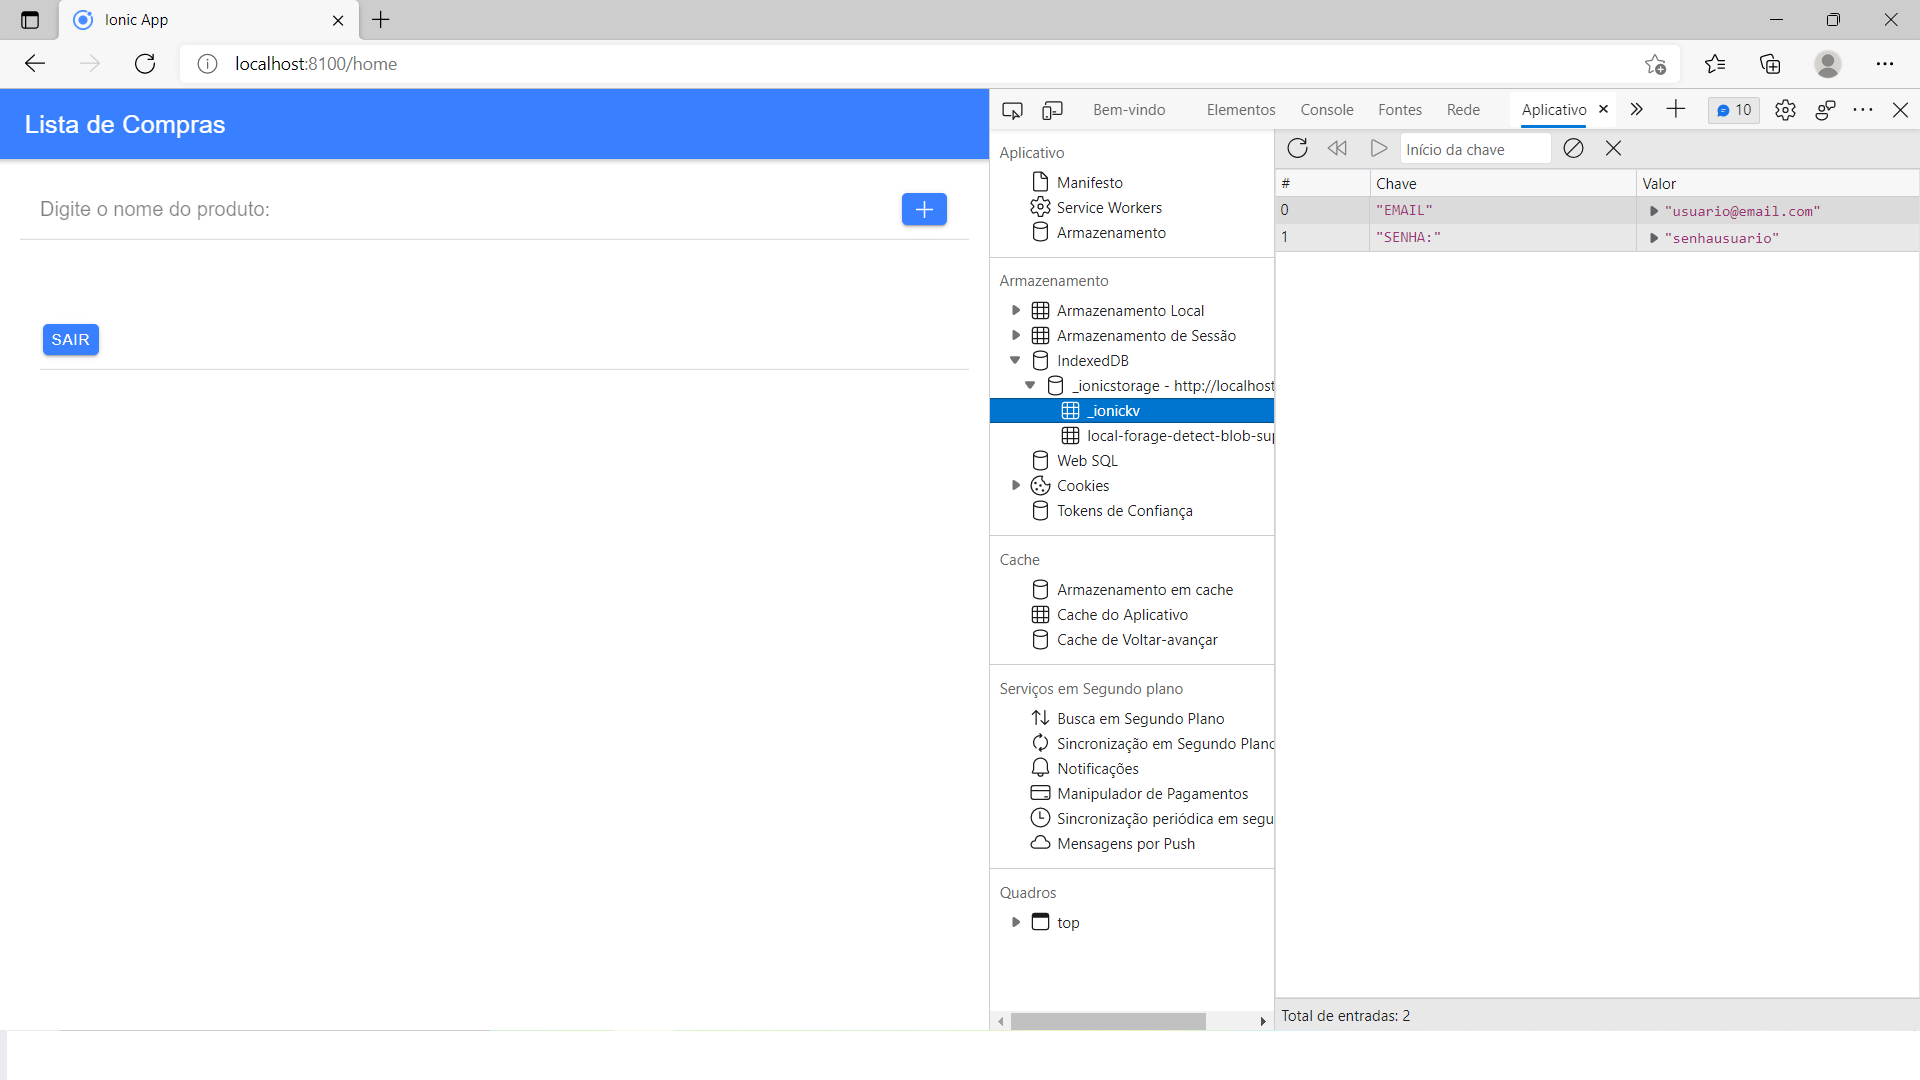 Ionic App
localhost:8100/home
Lista de Compras
Digite o nome do produto:
SAIR
Bem-vindo Elementos Console Fontes Rede Aplicativo 10
Aplicativo
Manifesto
Service Workers
Armazenamento
Armazenamento
Armazenamento Local
Armazenamento de Sessão
IndexedDB
_ionicstorage - http://localhost
_ionickv
local-forage-detect-blob-sup
Web SQL
Cookies
Tokens de Confiança
Cache
Armazenamento em cache
Cache do Aplicativo
Cache de Voltar-avançar
Serviços em Segundo plano
Busca em Segundo Plano
Sincronização em Segundo Plano
Notificações
Manipulador de Pagamentos
Sincronização periódica em segu
Mensagens por Push
Quadros
top
Início da chave
# Chave Valor
0 "EMAIL" "usuario@email.com"
1 "SENHA:" "senhausuario"
Total de entradas: 2